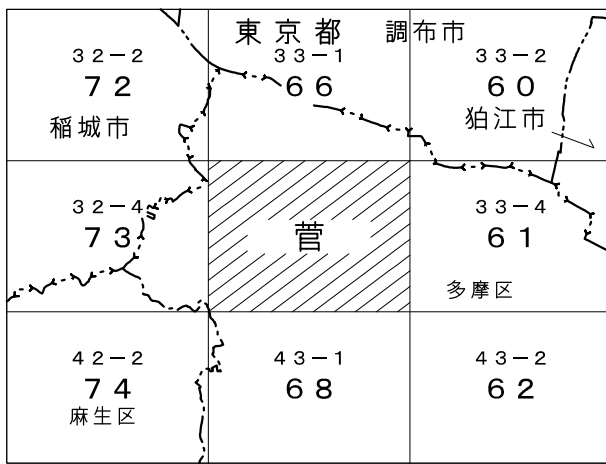 東京都 調布市
32-2 33-1 33-2
72 66 60
稲城市 狛江市
32-4 33-4
73 菅 61
多摩区
42-2 43-1 43-2
74 68 62
麻生区